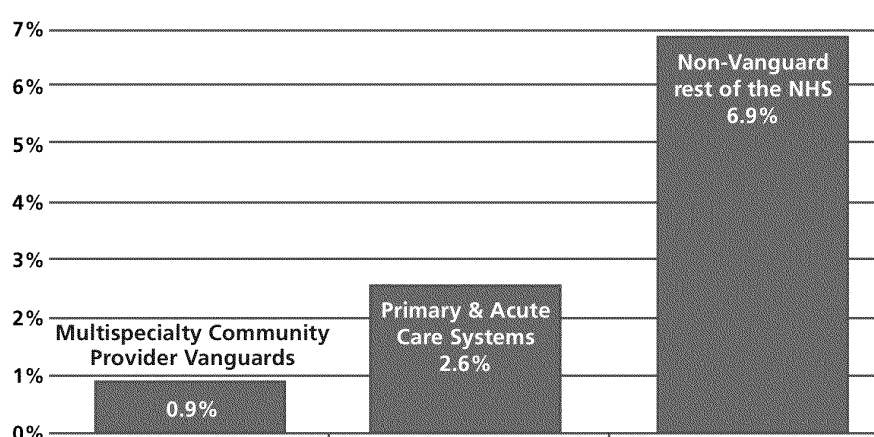 7%
6%
5%
4%
3%
2%
1%
0%
Multispecialty Community
Provider Vanguards
0.9%
Primary & Acute
Care Systems
2.6%
Non-Vanguard
rest of the NHS
6.9%